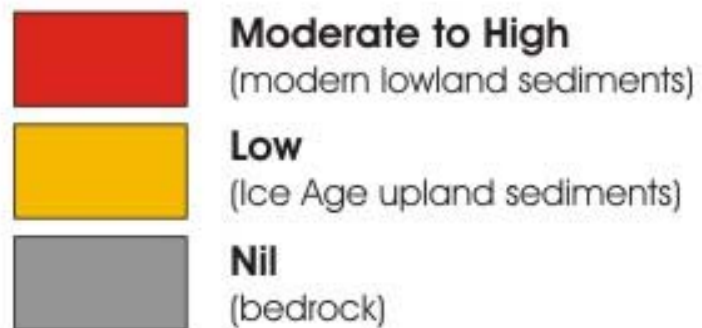 Moderate to High
(modern lowland sediments)
Low
(Ice Age upland sediments)
Nil
(bedrock)